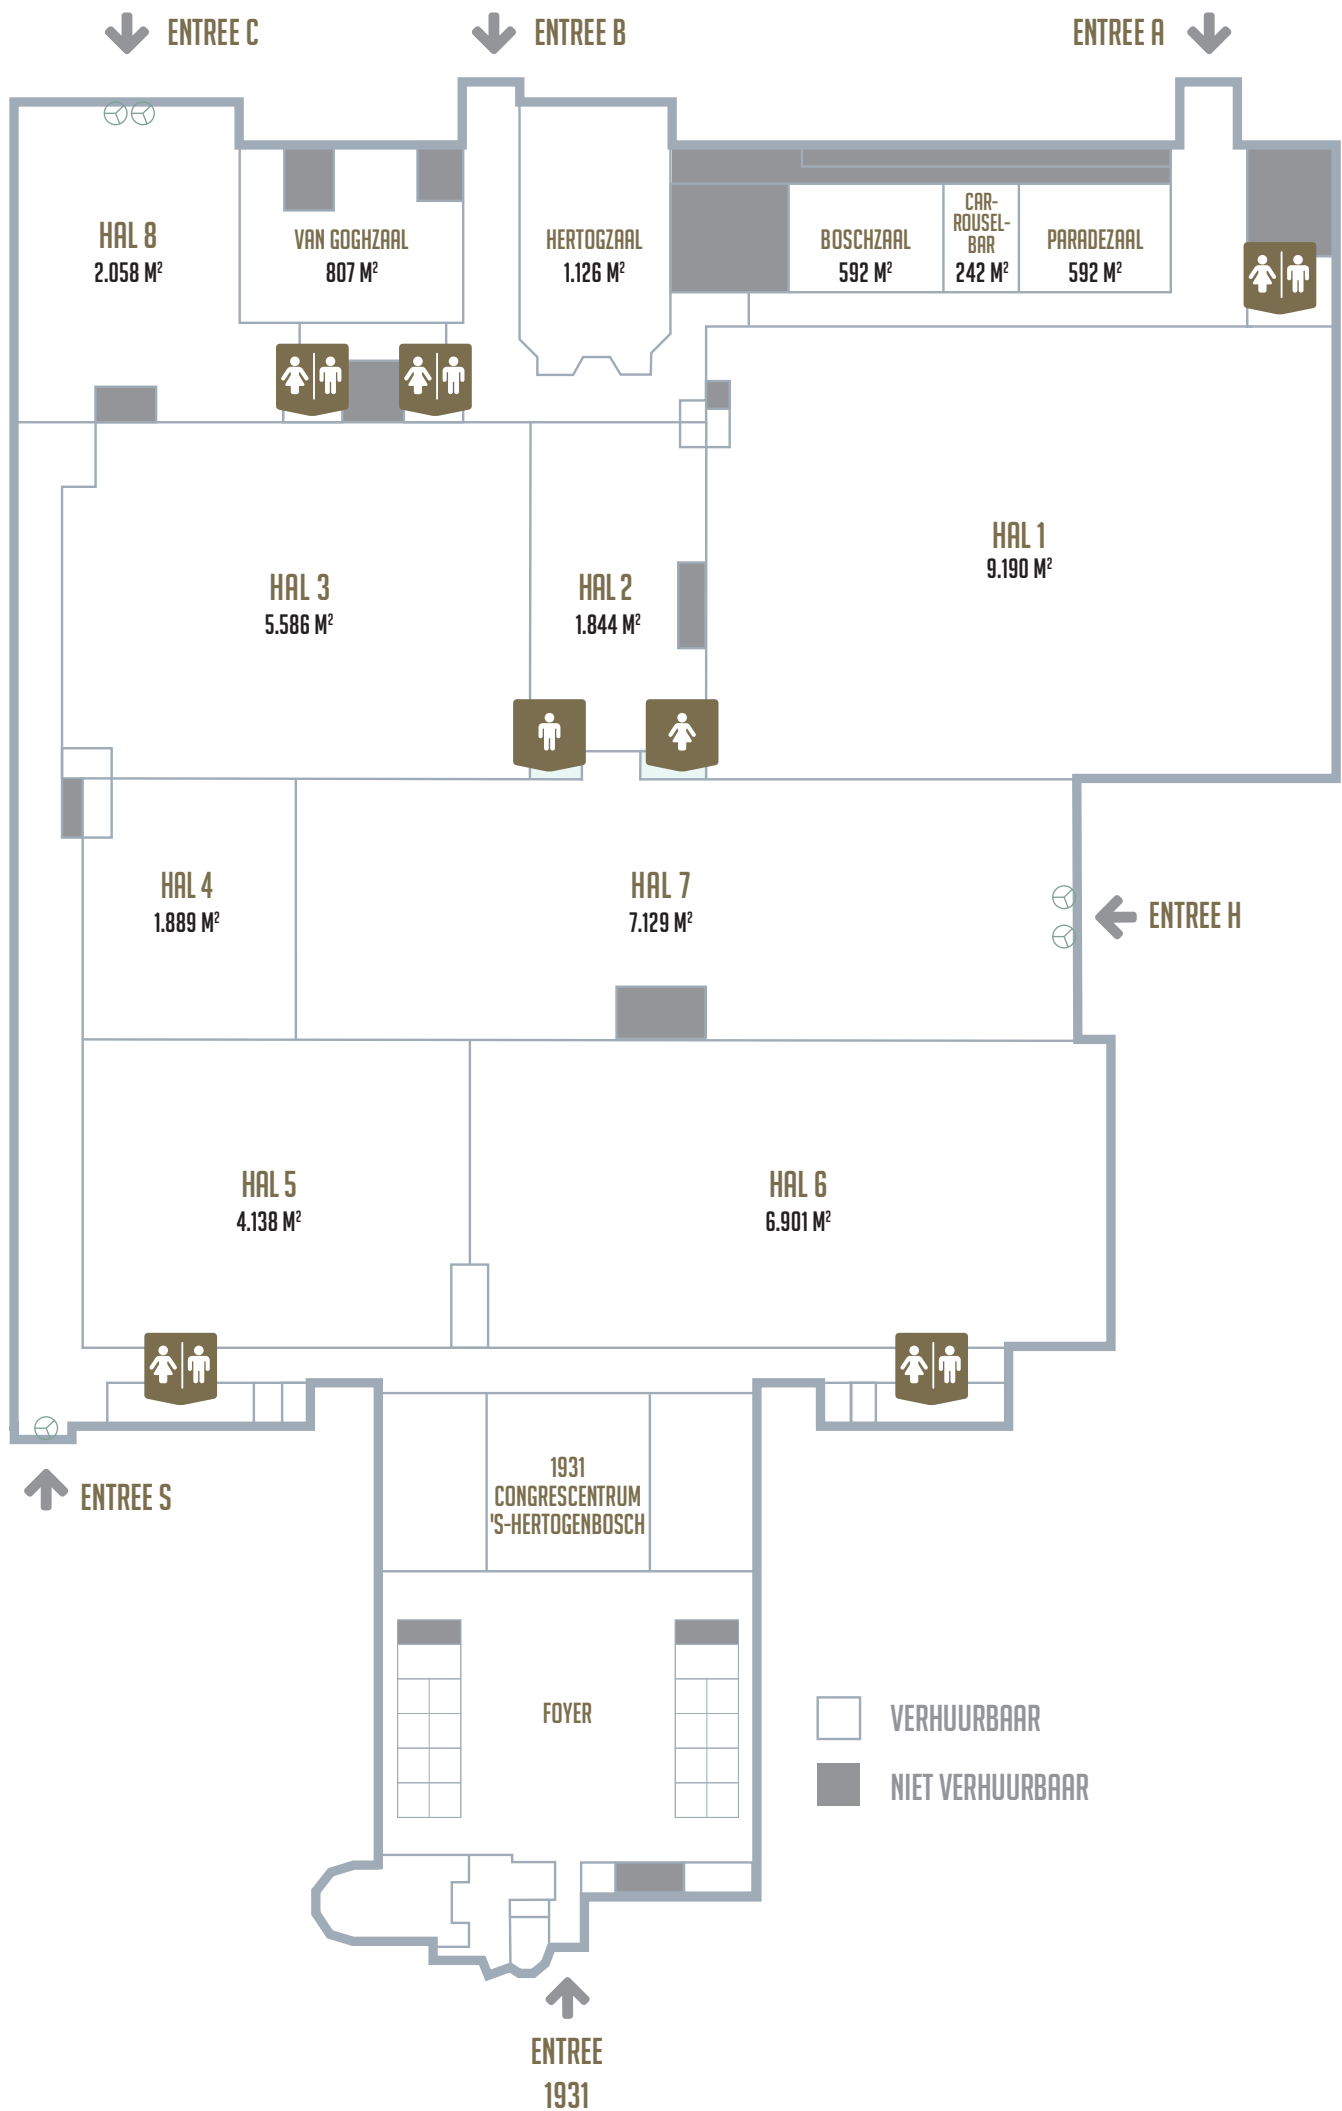 ENTREE C
ENTREE B
ENTREE A
HAL 8
2.058 M²
VAN GOGHZAAL
807 M²
HERTOGZAAL
1.126 M²
BOSCHZAAL
592 M²
CAR-
ROUSEL-
BAR
242 M²
PARADEZAAL
592 M²
HAL 1
9.190 M²
HAL 3
5.586 M²
HAL 2
1.844 M²
HAL 4
1.889 M²
HAL 7
7.129 M²
ENTREE H
HAL 5
4.138 M²
HAL 6
6.901 M²
ENTREE S
1931
CONGRESCENTRUM
'S-HERTOGENBOSCH
FOYER
VERHUURBAAR
NIET VERHUURBAAR
ENTREE
1931